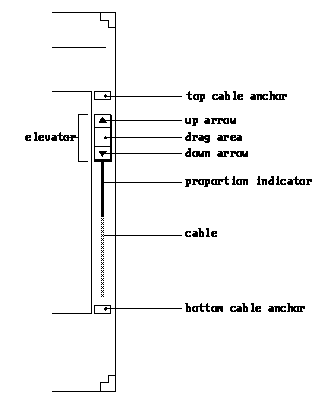 top cable anchor
up arrow
elevator
drag area
down arrow
proportion indicator
cable
bottom cable anchor